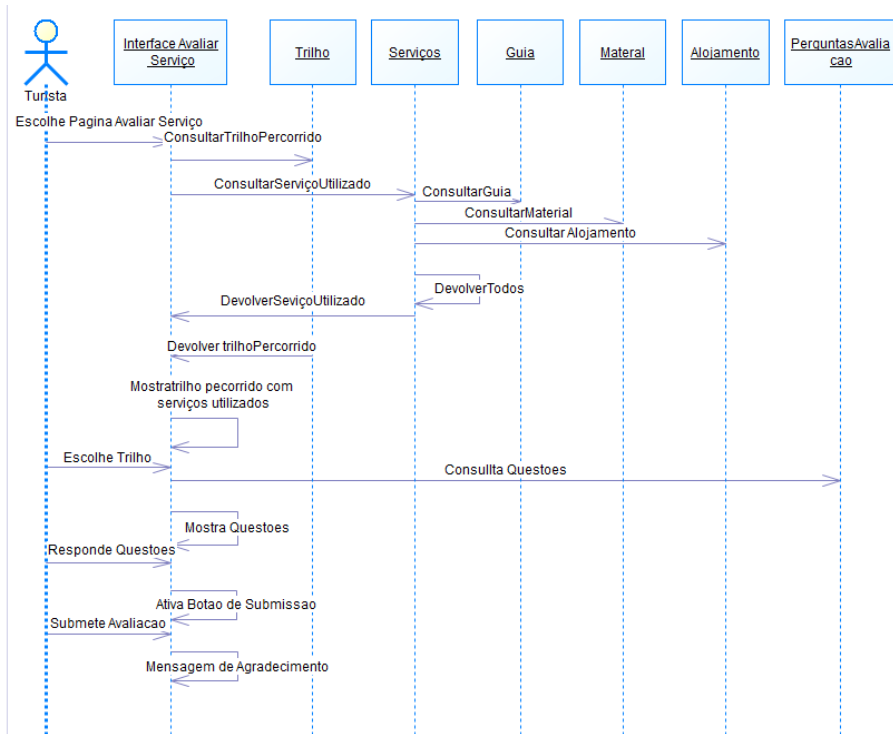 Interface Avaliar
Serviço
Trilho
Serviços
Guia
Materal
Alojamento
PerguntasAvalia
cao
Turista
Escolhe Pagina Avaliar Serviço
ConsultarTrilhoPercorrido
ConsultarServiçoUtilizado
ConsultarGuia
ConsultarMaterial
Consultar Alojamento
DevolverTodos
DevolverSeviçoUtilizado
Devolver trilhoPercorrido
Mostratrilho pecorrido com
serviços utilizados
Escolhe Trilho
Consullta Questoes
Mostra Questoes
Responde Questoes
Ativa Botao de Submissao
Submete Avaliacao
Mensagem de Agradecimento